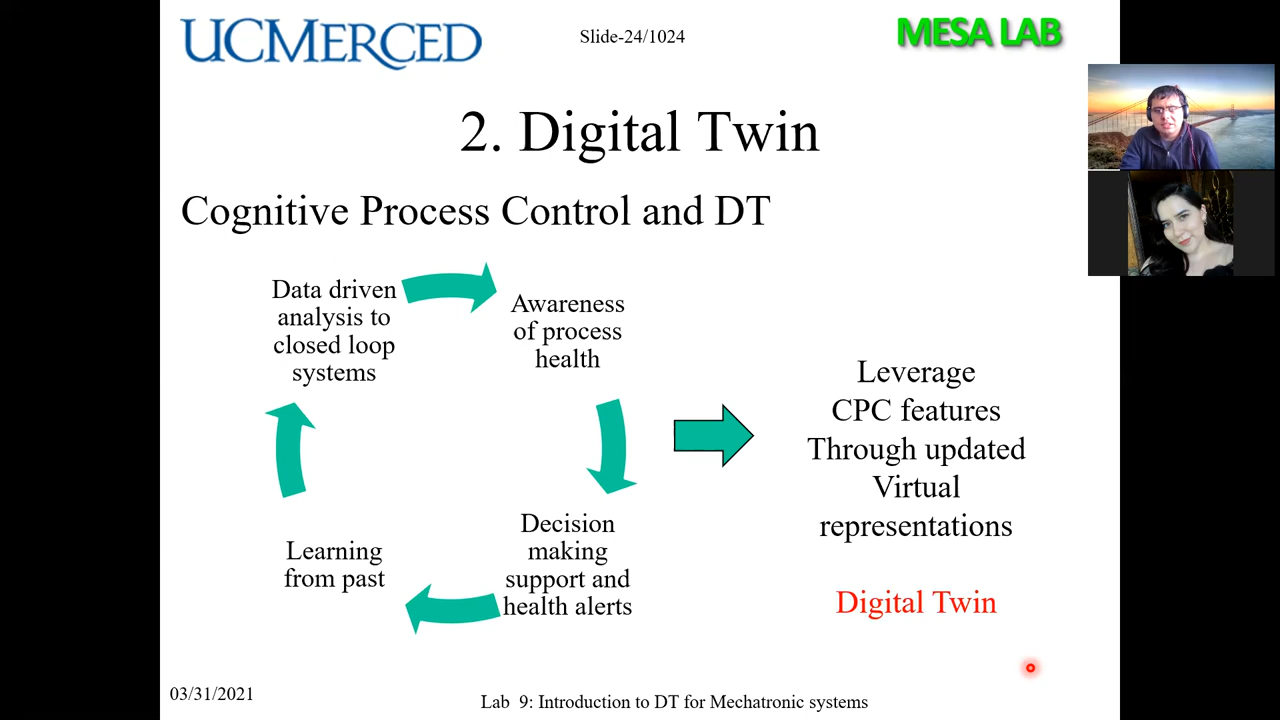 UCMERCED
Slide-24/1024
MESA LAB
2. Digital Twin
Cognitive Process Control and DT
Data driven
analysis to
closed loop
systems
Awareness
of process
health
Decision
making
support and
health alerts
Learning
from past
Leverage
CPC features
Through updated
Virtual
representations
Digital Twin
03/31/2021
Lab 9: Introduction to DT for Mechatronic systems